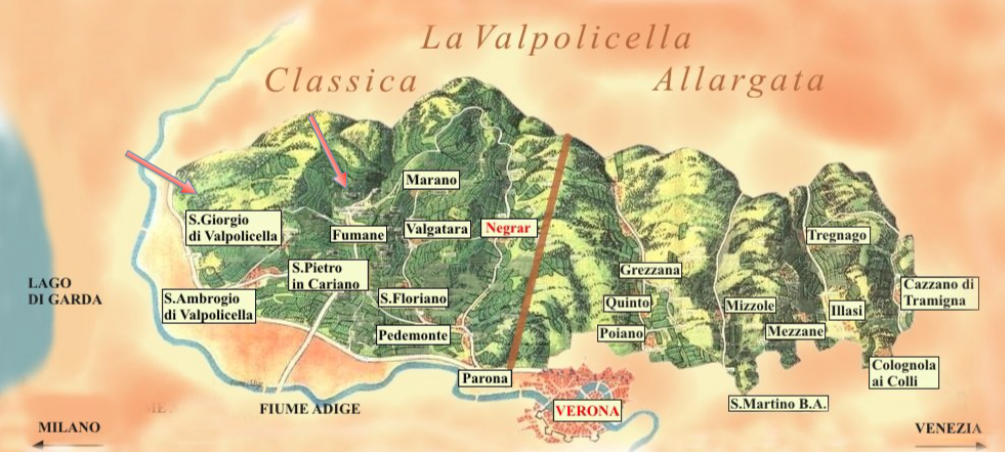 La Valpolicella
Classica
Allargata
Marano
S.Giorgio
di Valpolicella
Fumane
Valgatara
Negrar
Tregnago
LAGO
DI GARDA
S.Pietro
in Cariano
Grezzana
Cazzano di
Tramigna
S.Ambrogio
di Valpolicella
S.Floriano
Quinto
Mizzole
Illasi
Pedemonte
Poiano
Mezzane
Parona
Colognola
ai Colli
FIUME ADIGE
VERONA
S.Martino B.A.
MILANO
VENEZIA